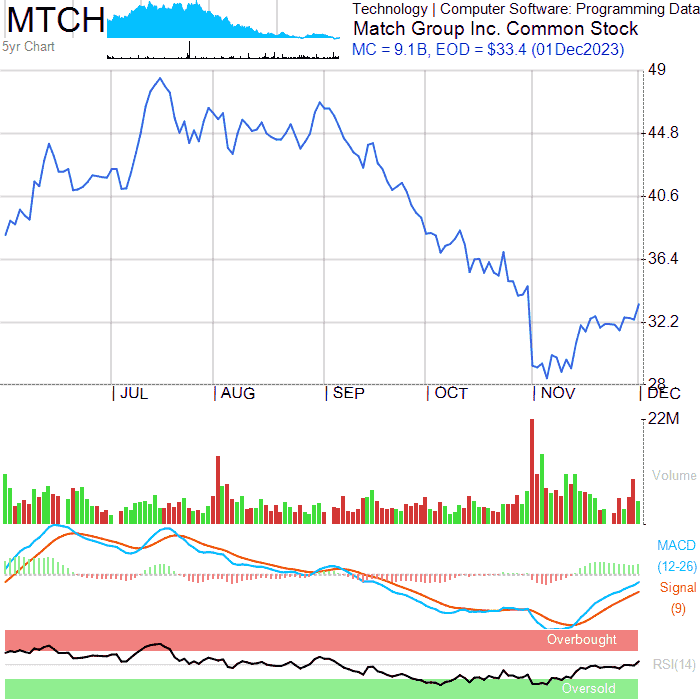 MTCH
5yr Chart
Technology | Computer Software: Programming Data
Match Group Inc. Common Stock
MC = 9.1B, EOD = $33.4 (01Dec2023)
49
44.8
40.6
36.4
32.2
28
JUL
AUG
SEP
OCT
NOV
DEC
22M
Volume
MACD
(12-26)
Signal
(9)
Overbought
RSI(14)
Oversold